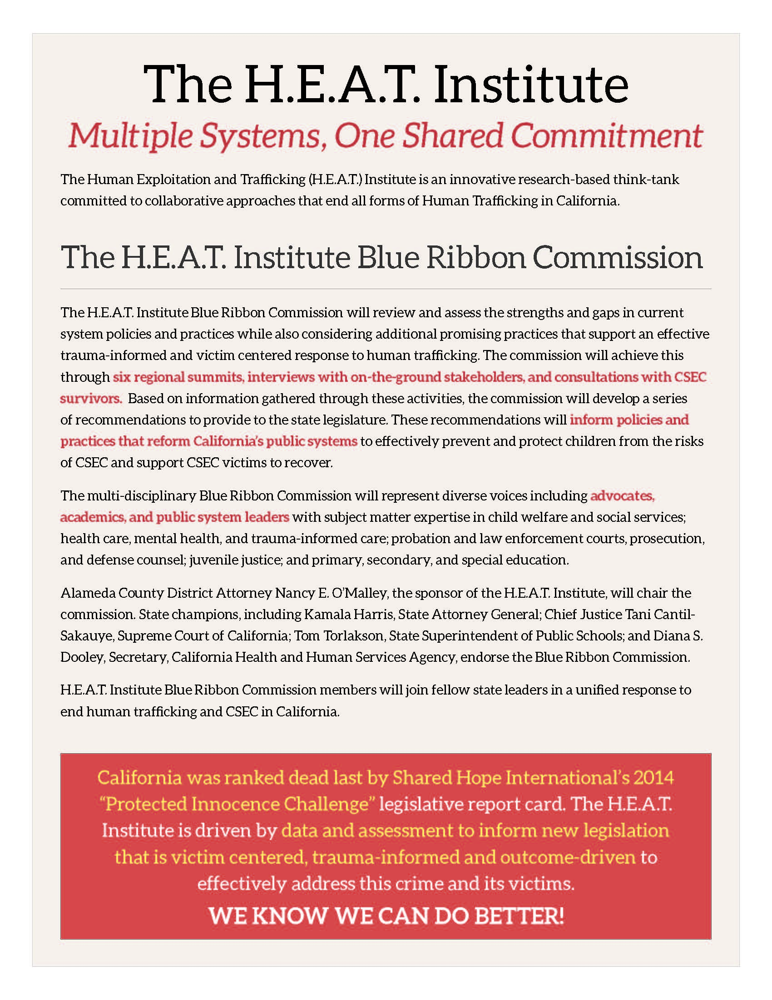 The H.E.A.T. Institute
Multiple Systems, One Shared Commitment
The Human Exploitation and Trafficking (H.E.A.T.) Institute is an innovative research-based think-tank
committed to collaborative approaches that end all forms of Human Trafficking in California.
The H.E.A.T. Institute Blue Ribbon Commission
The H.E.A.T. Institute Blue Ribbon Commission will review and assess the strengths and gaps in current
system policies and practices while also considering additional promising practices that support an effective
trauma-informed and victim centered response to human trafficking. The commission will achieve this
through six regional summits, interviews with on-the-ground stakeholders, and consultations with CSEC
survivors. Based on information gathered through these activities, the commission will develop a series
of recommendations to provide to the state legislature. These recommendations will inform policies and
practices that reform California's public systems to effectively prevent and protect children from the risks
of CSEC and support CSEC victims to recover.
The multi-disciplinary Blue Ribbon Commission will represent diverse voices including advocates,
academics, and public system leaders with subject matter expertise in child welfare and social services;
health care, mental health, and trauma-informed care; probation and law enforcement courts, prosecution,
and defense counsel; juvenile justice; and primary, secondary, and special education.
Alameda County District Attorney Nancy E. O'Malley, the sponsor of the H.E.A.T. Institute, will chair the
commission. State champions, including Kamala Harris, State Attorney General; Chief Justice Tani Cantil-
Sakauye, Supreme Court of California; Tom Torlakson, State Superintendent of Public Schools; and Diana S.
Dooley, Secretary, California Health and Human Services Agency, endorse the Blue Ribbon Commission.
H.E.A.T. Institute Blue Ribbon Commission members will join fellow state leaders in a unified response to
end human trafficking and CSEC in California.
California was ranked dead last by Shared Hope International's 2014
“Protected Innocence Challenge” legislative report card. The H.E.A.T.
Institute is driven by data and assessment to inform new legislation
that is victim centered, trauma-informed and outcome-driven to
effectively address this crime and its victims.
WE KNOW WE CAN DO BETTER!